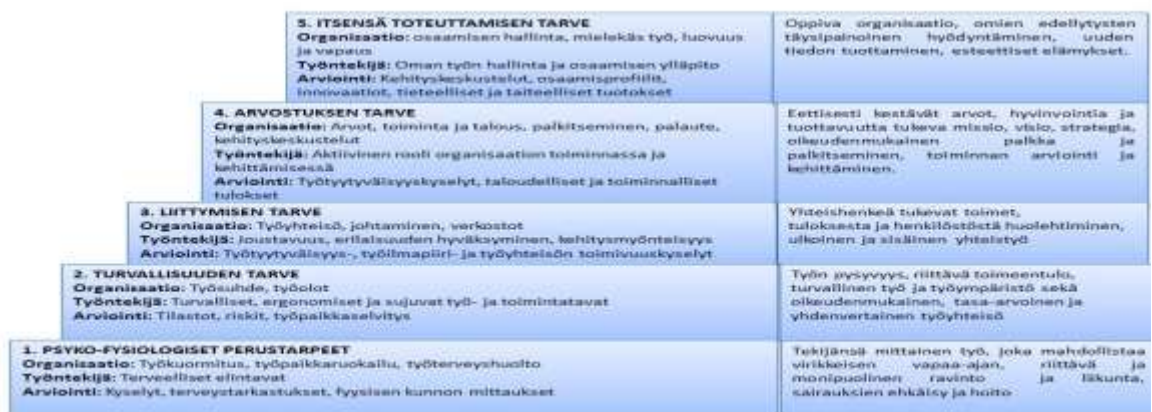 5. ITSENSÄ TOTEUTTAMISEN TARVE
Organisaatio: osaamisen hallinta, mielekäs työ, luovuus
ja vapaus
Työntekijä: Oman työn hallinta ja osaamisen ylläpito
Arviointi: Kehityskeskustelut, osaamisprofiilit,
innovaatiot, tieteelliset ja taiteelliset tuotokset
Oppiva organisaatio, omien edellytysten
täysipainoinen hyödyntäminen, uuden
tiedon tuottaminen, esteettiset elämykset.
4. ARVOSTUKSEN TARVE
Organisaatio: Arvot, toiminta ja talous, palkitseminen, palaute,
kehityskeskustelut
Työntekijä: Aktiivinen rooli organisaation toiminnassa ja
kehittämisessä
Arviointi: Työtyytyväisyyskyselyt, taloudelliset ja toiminnalliset
tulokset
Eettisesti kestävät arvot, hyvinvointia ja
tuottavuutta tukeva missio, visio, strategia,
oikeudenmukainen palkka ja
palkitseminen, toiminnan arviointi ja
kehittäminen.
3. LIITTYMISEN TARVE
Organisaatio: Työyhteisö, johtaminen, verkostot
Työntekijä: Joustavuus, erilaisuuden hyväksyminen, kehitysmyönteisyys
Arviointi: Työtyytyväisyys-, työilmapiiri- ja työyhteisön toimivuuskyselyt
Yhteishenkeä tukevat toimet,
tuloksesta ja henkilöstöstä huolehtiminen,
ulkoinen ja sisäinen yhteistyö
2. TURVALLISUUDEN TARVE
Organisaatio: Työsuhde, työolot
Työntekijä: Turvalliset, ergonomiset ja sujuvat työ- ja toimintatavat
Arviointi: Tilastot, riskit, työpaikkaselvitys
Työn pysyvyys, riittävä toimeentulo,
turvallinen työ ja työympäristö sekä
oikeudenmukainen, tasa-arvoinen ja
yhdenvertainen työyhteisö
1. PSYKO-FYSIOLOGISET PERUSTARPEET
Organisaatio: Työkuormitus, työpaikkaruokailu, työterveyshuolto
Työntekijä: Terveelliset elintavat
Arviointi: Kyselyt, terveystarkastukset, fyysisen kunnon mittaukset
Tekijänsä mittainen työ, joka mahdollistaa
virikkeisen vapaa-ajan, riittävä ja
monipuolinen ravinto ja liikunta,
sairauksien ehkäisy ja hoito